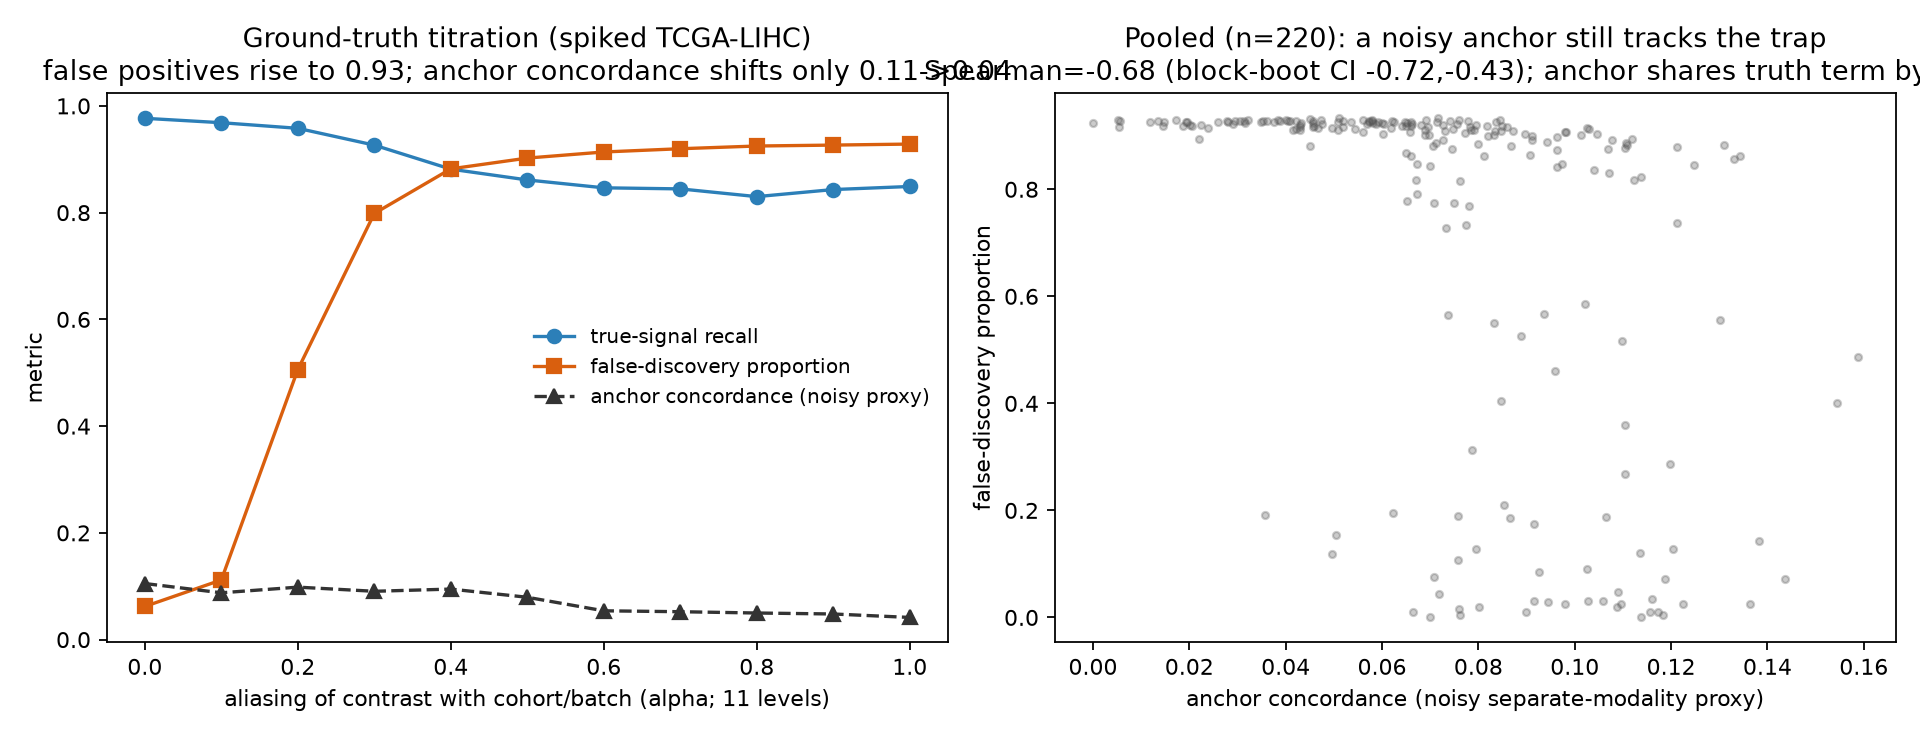 Ground-truth titration (spiked TCGA-LIHC)
false positives rise to 0.93; anchor concordance shifts only 0.11->0.04
metric
1.0
0.8
0.6
0.4
0.2
0.0
true-signal recall
false-discovery proportion
anchor concordance (noisy proxy)
0.0 0.2 0.4 0.6 0.8 1.0
aliasing of contrast with cohort/batch (alpha; 11 levels)
Pooled (n=220): a noisy anchor still tracks the trap
Spearman=-0.68 (block-boot CI -0.72,-0.43); anchor shares truth term by
false-discovery proportion
0.8
0.6
0.4
0.2
0.0
0.00 0.02 0.04 0.06 0.08 0.10 0.12 0.14 0.16
anchor concordance (noisy separate-modality proxy)